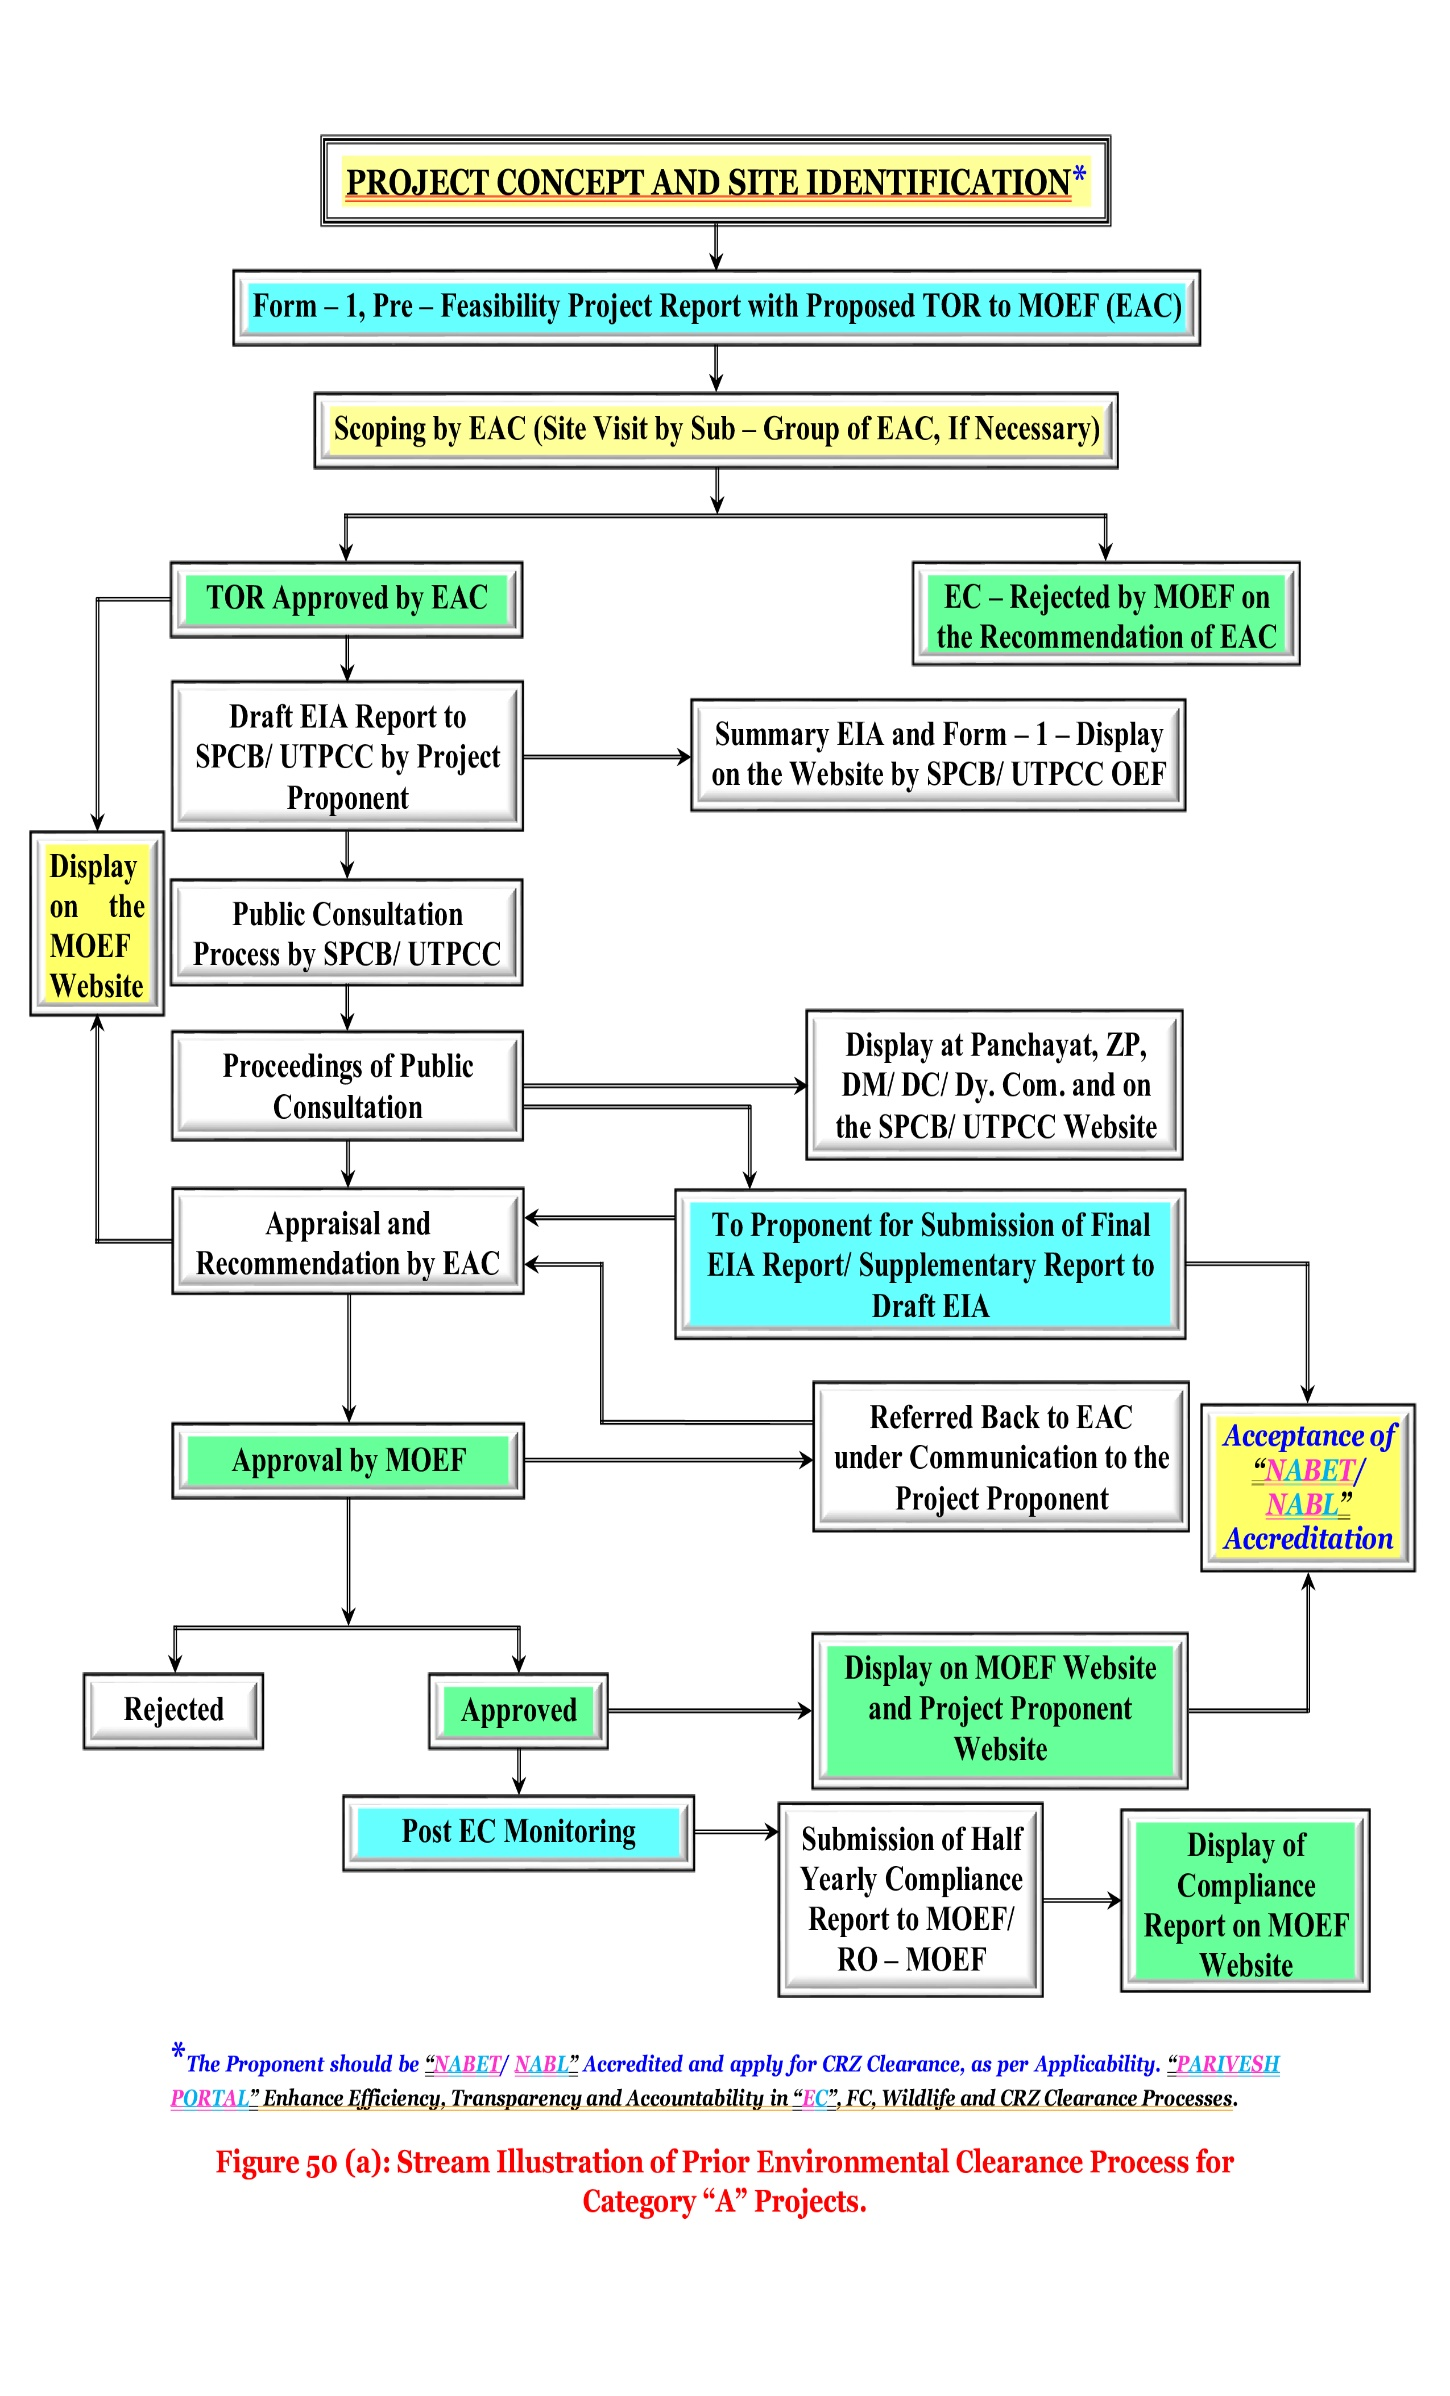 PROJECT CONCEPT AND SITE IDENTIFICATION*
Form – 1, Pre – Feasibility Project Report with Proposed TOR to MOEF (EAC)
Scoping by EAC (Site Visit by Sub – Group of EAC, If Necessary)
TOR Approved by EAC
EC – Rejected by MOEF on
the Recommendation of EAC
Draft EIA Report to
SPCB/ UTPCC by Project
Proponent
Summary EIA and Form – 1 – Display
on the Website by SPCB/ UTPCC OEF
Display
on the
MOEF
Website
Public Consultation
Process by SPCB/ UTPCC
Proceedings of Public
Consultation
Display at Panchayat, ZP,
DM/ DC/ Dy. Com. and on
the SPCB/ UTPCC Website
Appraisal and
Recommendation by EAC
To Proponent for Submission of Final
EIA Report/ Supplementary Report to
Draft EIA
Approval by MOEF
Referred Back to EAC
under Communication to the
Project Proponent
Acceptance of
“NABET/
NABL”
Accreditation
Rejected
Approved
Display on MOEF Website
and Project Proponent
Website
Post EC Monitoring
Submission of Half
Yearly Compliance
Report to MOEF/
RO – MOEF
Display of
Compliance
Report on MOEF
Website
*The Proponent should be “NABET/ NABL” Accredited and apply for CRZ Clearance, as per Applicability. “PARIVESH
PORTAL” Enhance Efficiency, Transparency and Accountability in “EC”, FC, Wildlife and CRZ Clearance Processes.
Figure 50 (a): Stream Illustration of Prior Environmental Clearance Process for
Category “A” Projects.